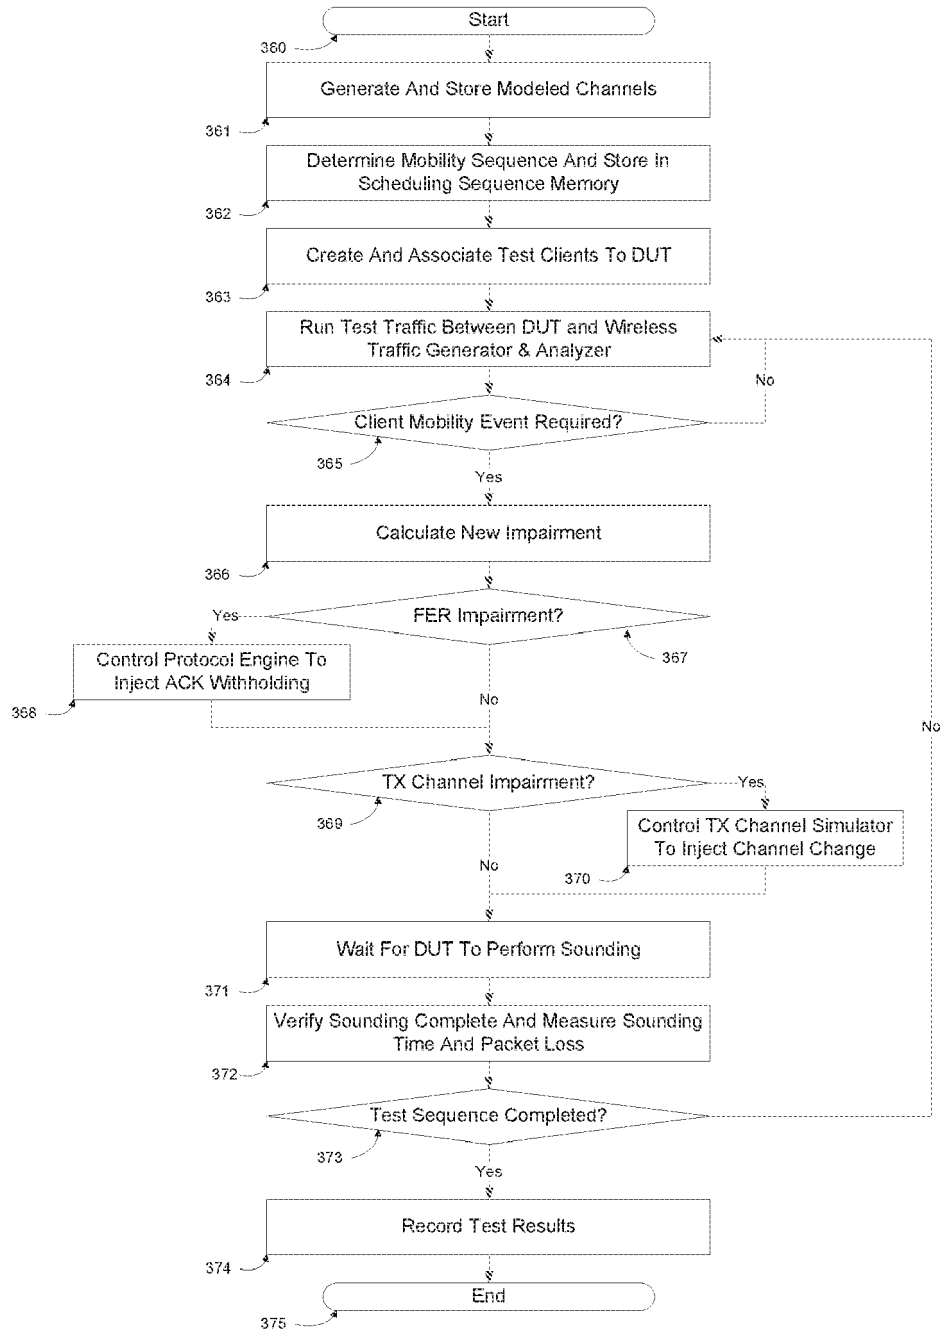 Start
360
Generate And Store Modeled Channels
361
Determine Mobility Sequence And Store In
Scheduling Sequence Memory
362
Create And Associate Test Clients To DUT
363
Run Test Traffic Between DUT and Wireless
Traffic Generator & Analyzer
364
No
Client Mobility Event Required?
365
Yes
Calculate New Impairment
366
Yes
FER Impairment?
367
Control Protocol Engine To
Inject ACK Withholding
368
No
No
TX Channel Impairment?
Yes
369
Control TX Channel Simulator
To Inject Channel Change
370
No
Wait For DUT To Perform Sounding
371
Verify Sounding Complete And Measure Sounding
Time And Packet Loss
372
Test Sequence Completed?
373
Yes
Record Test Results
374
End
375